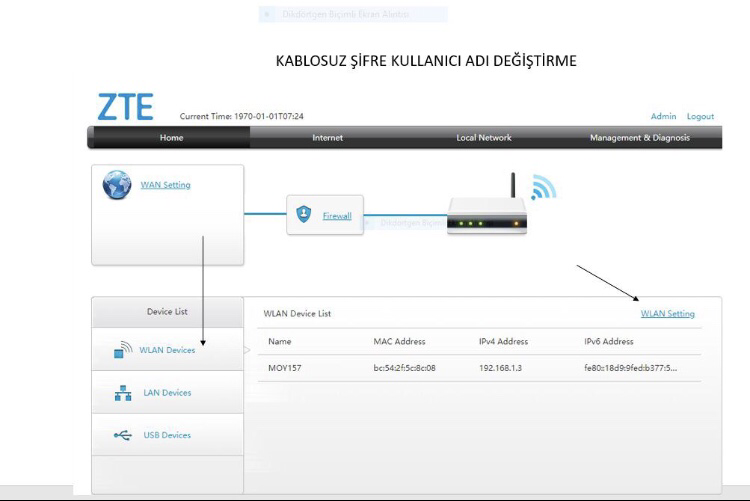 Dikdörtgen Biçimli Ekran Alıntısı
KABLOSUZ ŞİFRE KULLANICI ADI DEĞİŞTİRME
ZTE
Current Time: 1970-01-01T07:24
Admin Logout
Home Internet Local Network Management & Diagnosis
WAN Setting
Firewall
Dikdörtgen Biçimli
Device List
WLAN Devices
LAN Devices
USB Devices
WLAN Device List WLAN Setting
Name MAC Address IPv4 Address IPv6 Address
MOY157 bc:54:2f:5c:8c:08 192.168.1.3 fe80::18d9:9fed:b377:5...